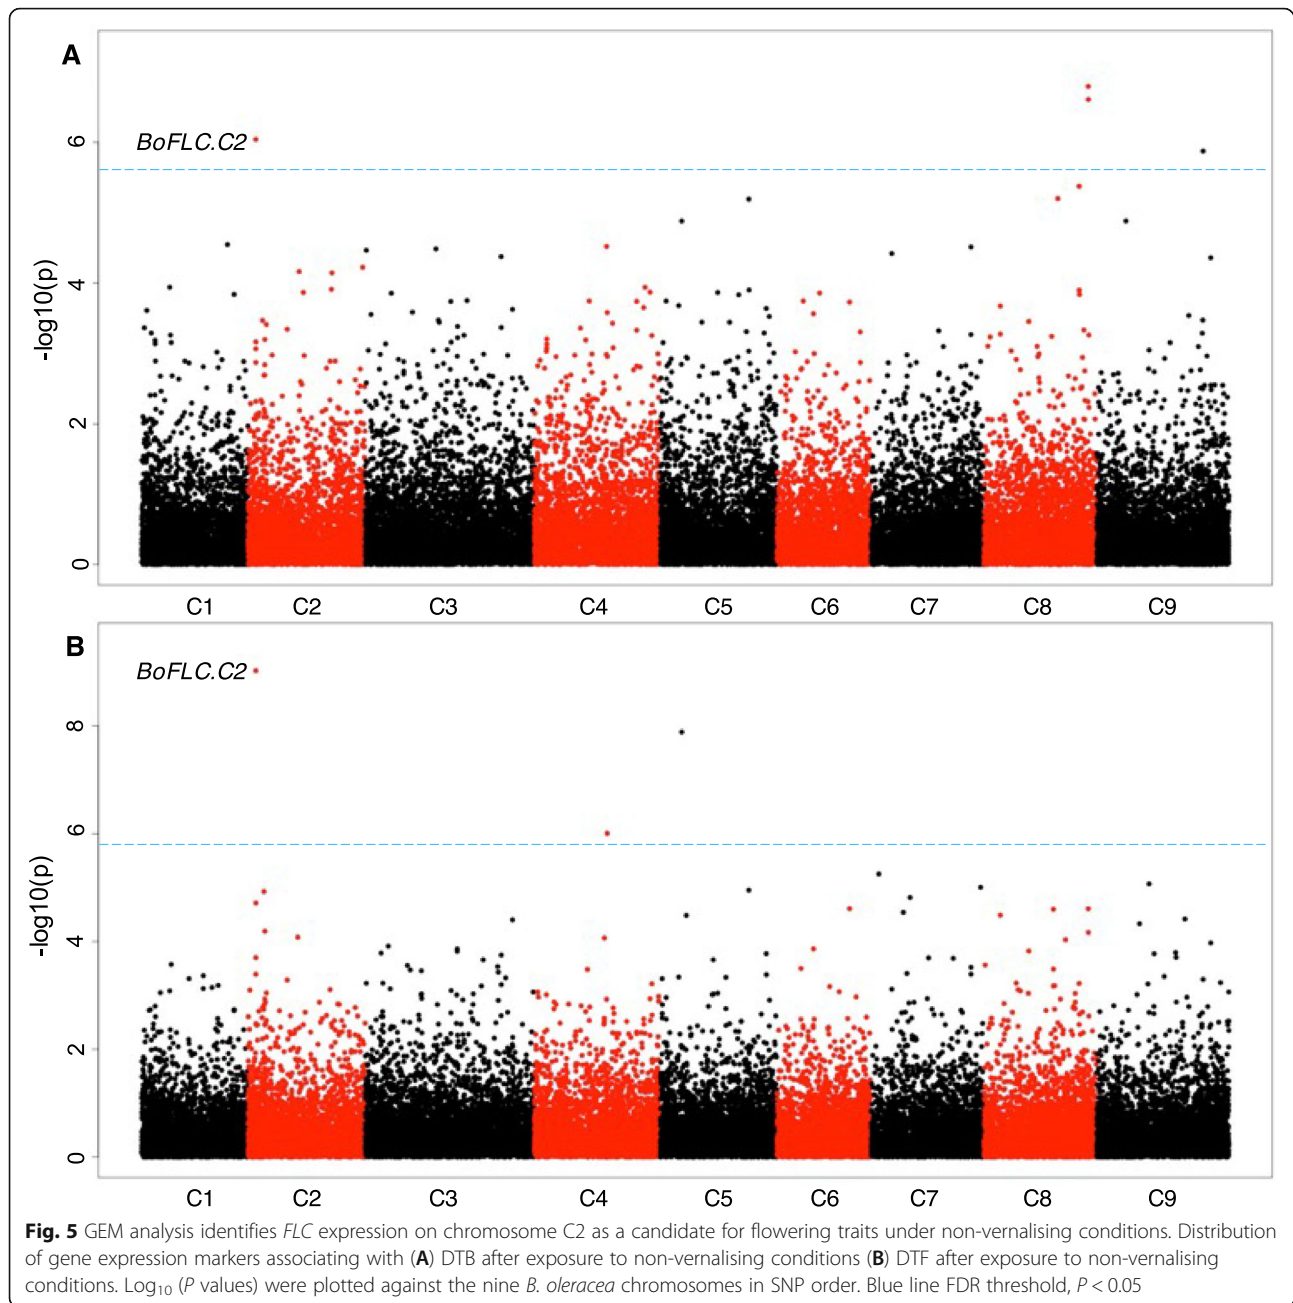 A
BoFLC.C2
-log10(p)
6
4
2
0
C1 C2 C3 C4 C5 C6 C7 C8 C9
B
BoFLC.C2
-log10(p)
8
6
4
2
0
C1 C2 C3 C4 C5 C6 C7 C8 C9
Fig. 5 GEM analysis identifies FLC expression on chromosome C2 as a candidate for flowering traits under non-vernalising conditions. Distribution
of gene expression markers associating with (A) DTB after exposure to non-vernalising conditions (B) DTF after exposure to non-vernalising
conditions. Log₁₀ (P values) were plotted against the nine B. oleracea chromosomes in SNP order. Blue line FDR threshold, P < 0.05